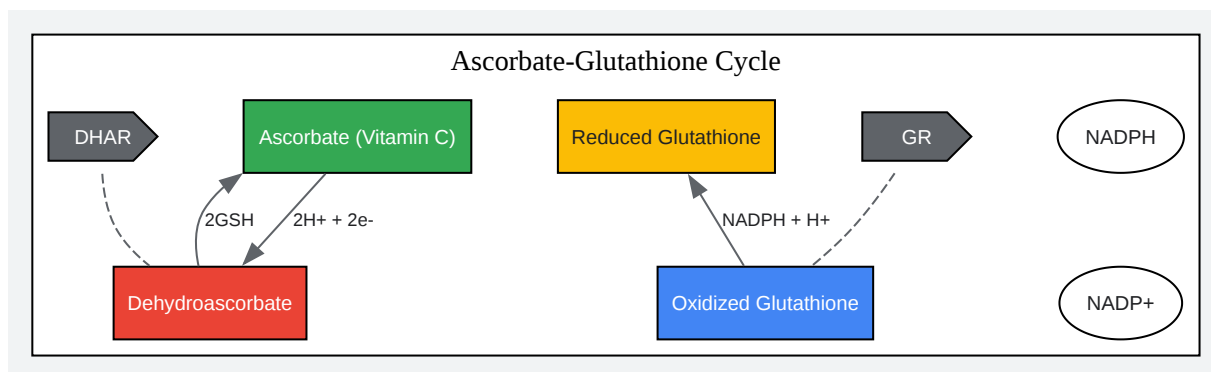 Ascorbate-Glutathione Cycle
DHAR
Ascorbate (Vitamin C)
Reduced Glutathione
GR
NADPH
2GSH
2H+ + 2e-
NADPH + H+
Dehydroascorbate
Oxidized Glutathione
NADP+